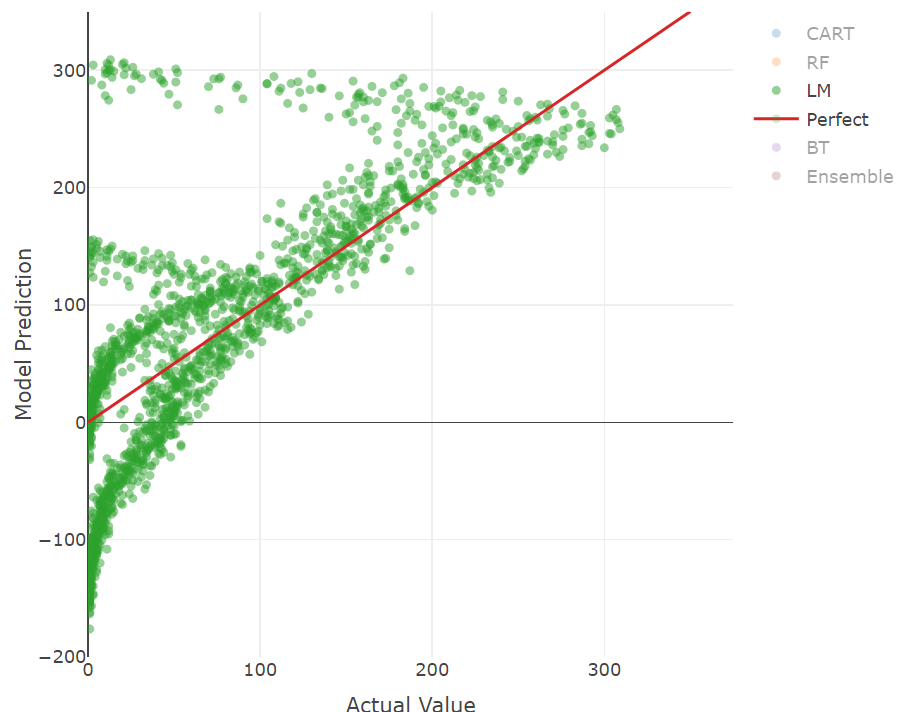 CART
RF
LM
Perfect
BT
Ensemble
Model Prediction
300
200
100
0
−100
−200
0 100 200 300
Actual Value